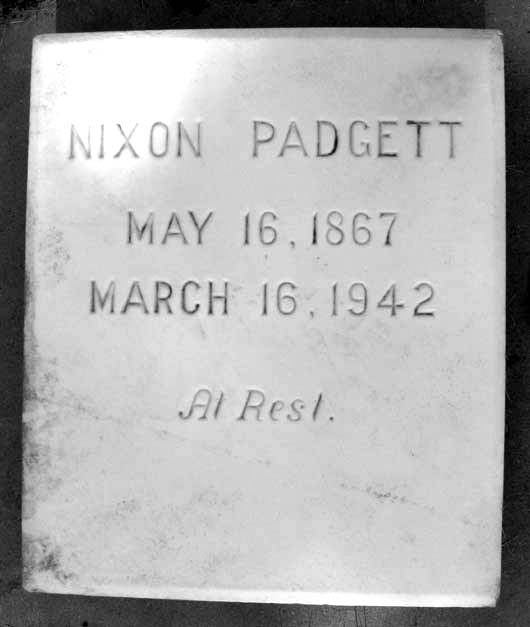 NIXON PADGETT
MAY 16, 1867
MARCH 16, 1942
At Rest.